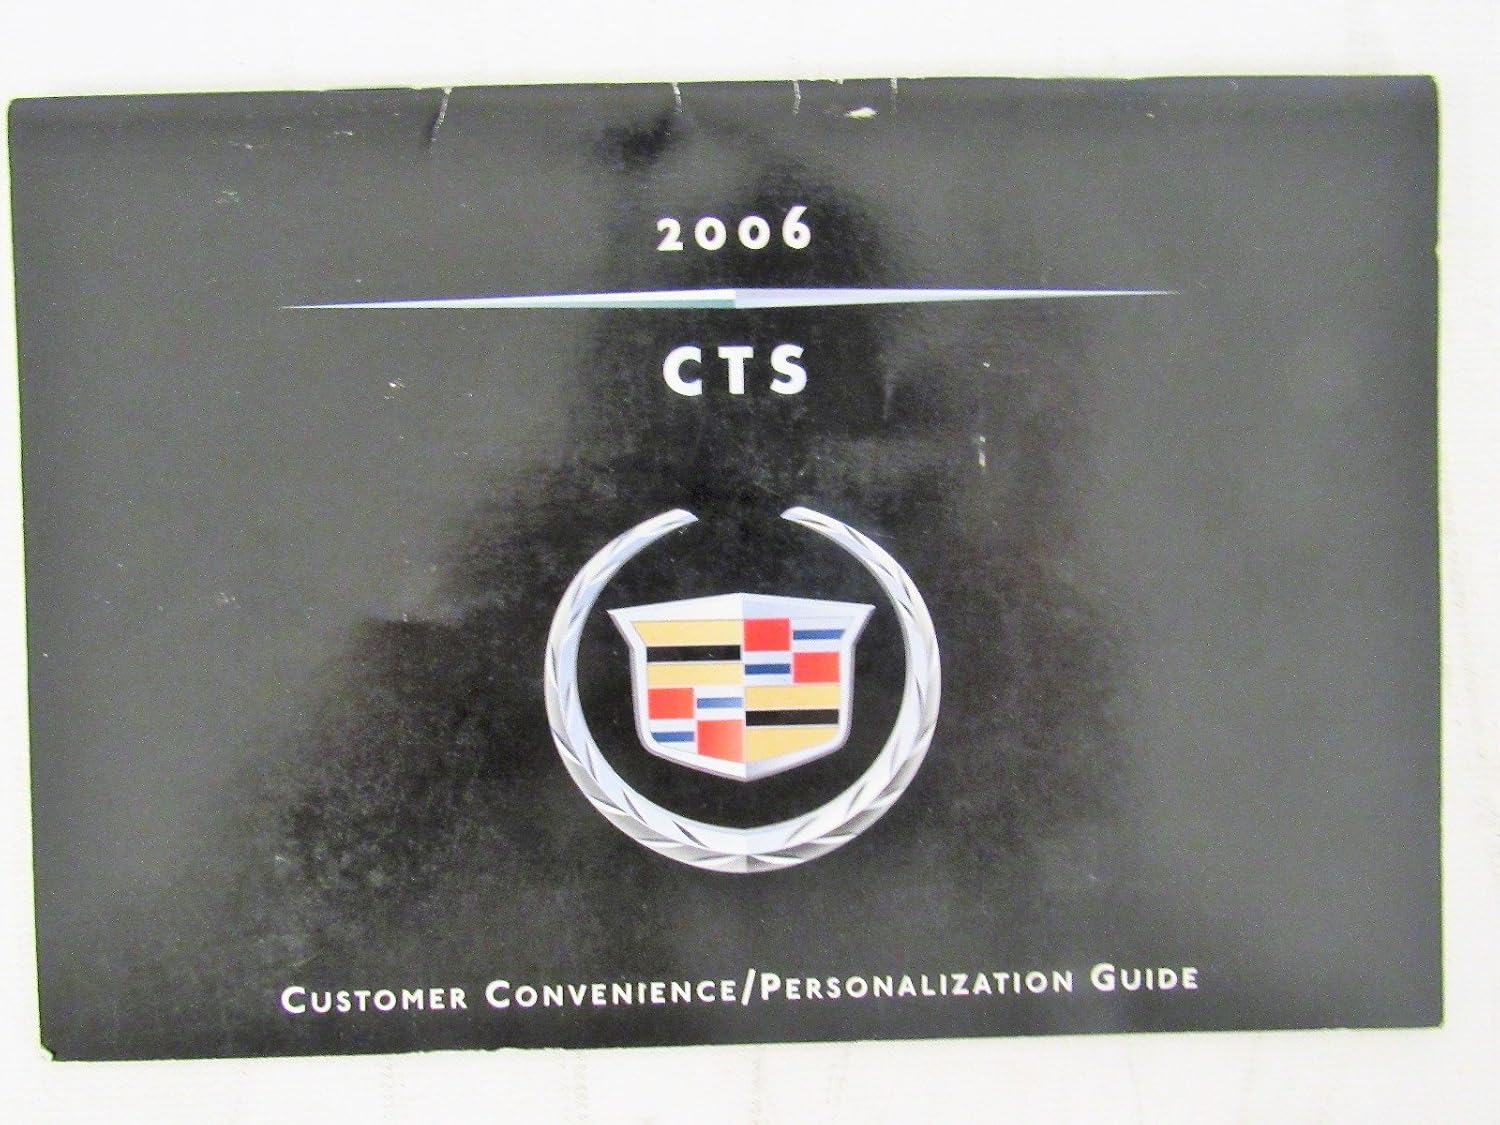 2006
CTS
CUSTOMER CONVENIENCE/PERSONALIZATION GUIDE